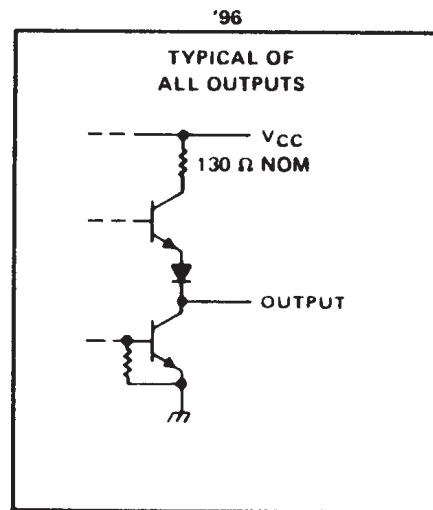 '96
TYPICAL OF
ALL OUTPUTS
VCC
130 Ω NOM
OUTPUT